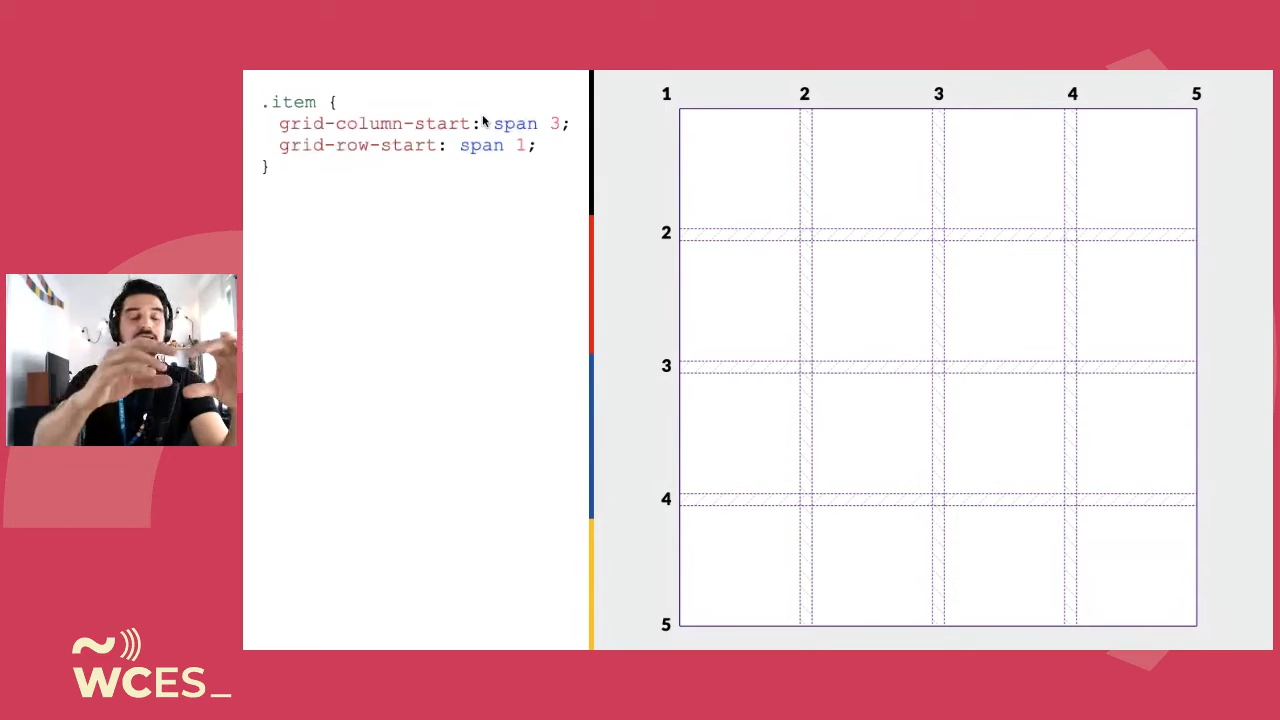 .item {
grid-column-start: span 3;
grid-row-start: span 1;
}
1 2 3 4 5
2
3
4
5
WCES_